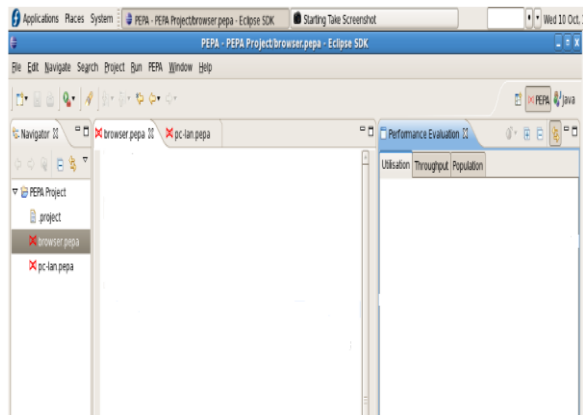 Applications Places System PEPA - PEPA Project/browser.pepa - Eclipse SDK Starting Take Screenshot Wed 10 Oct,
PEPA - PEPA Project/browser.pepa - Eclipse SDK
File Edit Navigate Search Project Run PEPA Window Help
PEPA Java
Navigator browser.pepa pc-lan.pepa Performance Evaluation
Utilisation Throughput Population
PEPA Project
.project
browser.pepa
pc-lan.pepa